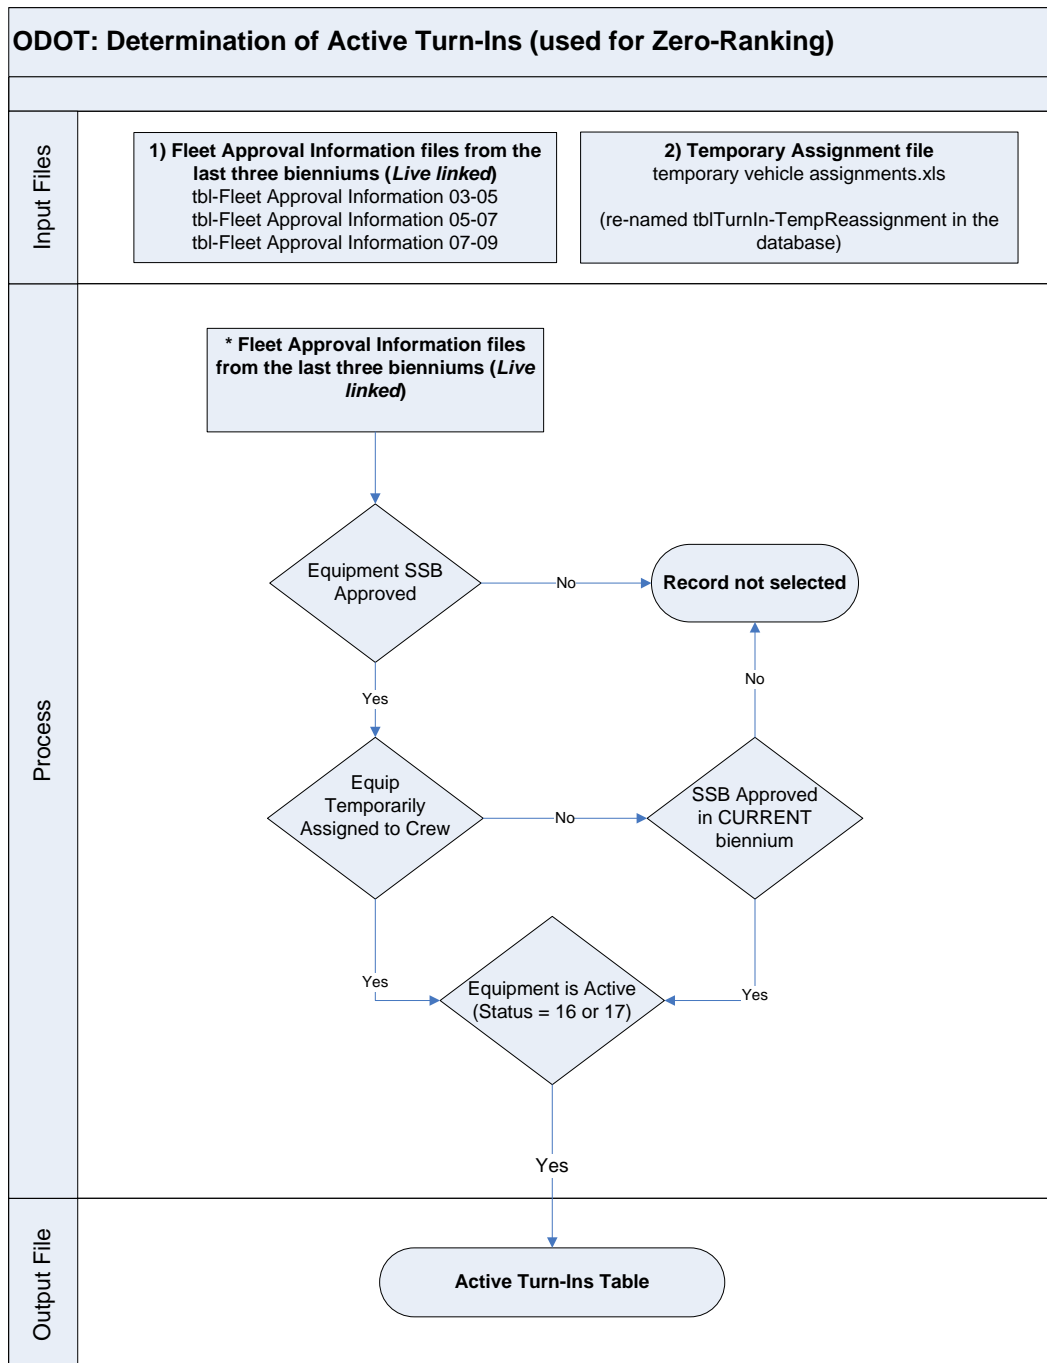 ODOT: Determination of Active Turn-Ins (used for Zero-Ranking)
Input Files
1) Fleet Approval Information files from the
last three bienniums (Live linked)
tbl-Fleet Approval Information 03-05
tbl-Fleet Approval Information 05-07
tbl-Fleet Approval Information 07-09
2) Temporary Assignment file
temporary vehicle assignments.xls
(re-named tblTurnIn-TempReassignment in the
database)
Process
* Fleet Approval Information files
from the last three bienniums (Live
linked)
Equipment SSB
Approved
No
Record not selected
Yes
No
Equip
Temporarily
Assigned to Crew
No
SSB Approved
in CURRENT
biennium
Yes
Equipment is Active
(Status = 16 or 17)
Yes
Yes
Output File
Active Turn-Ins Table